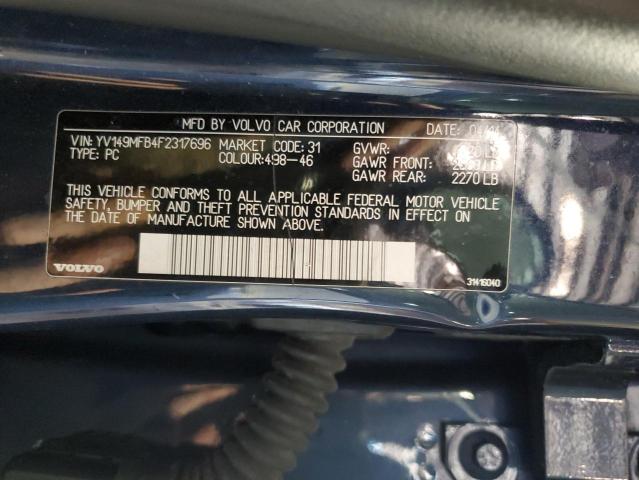 MFD BY VOLVO CAR CORPORATION DATE:
VIN: YV149MFB4F2317696 MARKET CODE: 31 GVWR:
TYPE: PC COLOUR: 498-46 GAWR FRONT: LB
GAWR REAR: 2270 LB
THIS VEHICLE CONFORMS TO ALL APPLICABLE FEDERAL MOTOR VEHICLE
SAFETY, BUMPER AND THEFT PREVENTION STANDARDS IN EFFECT ON
THE DATE OF MANUFACTURE SHOWN ABOVE.
VOLVO 31416040